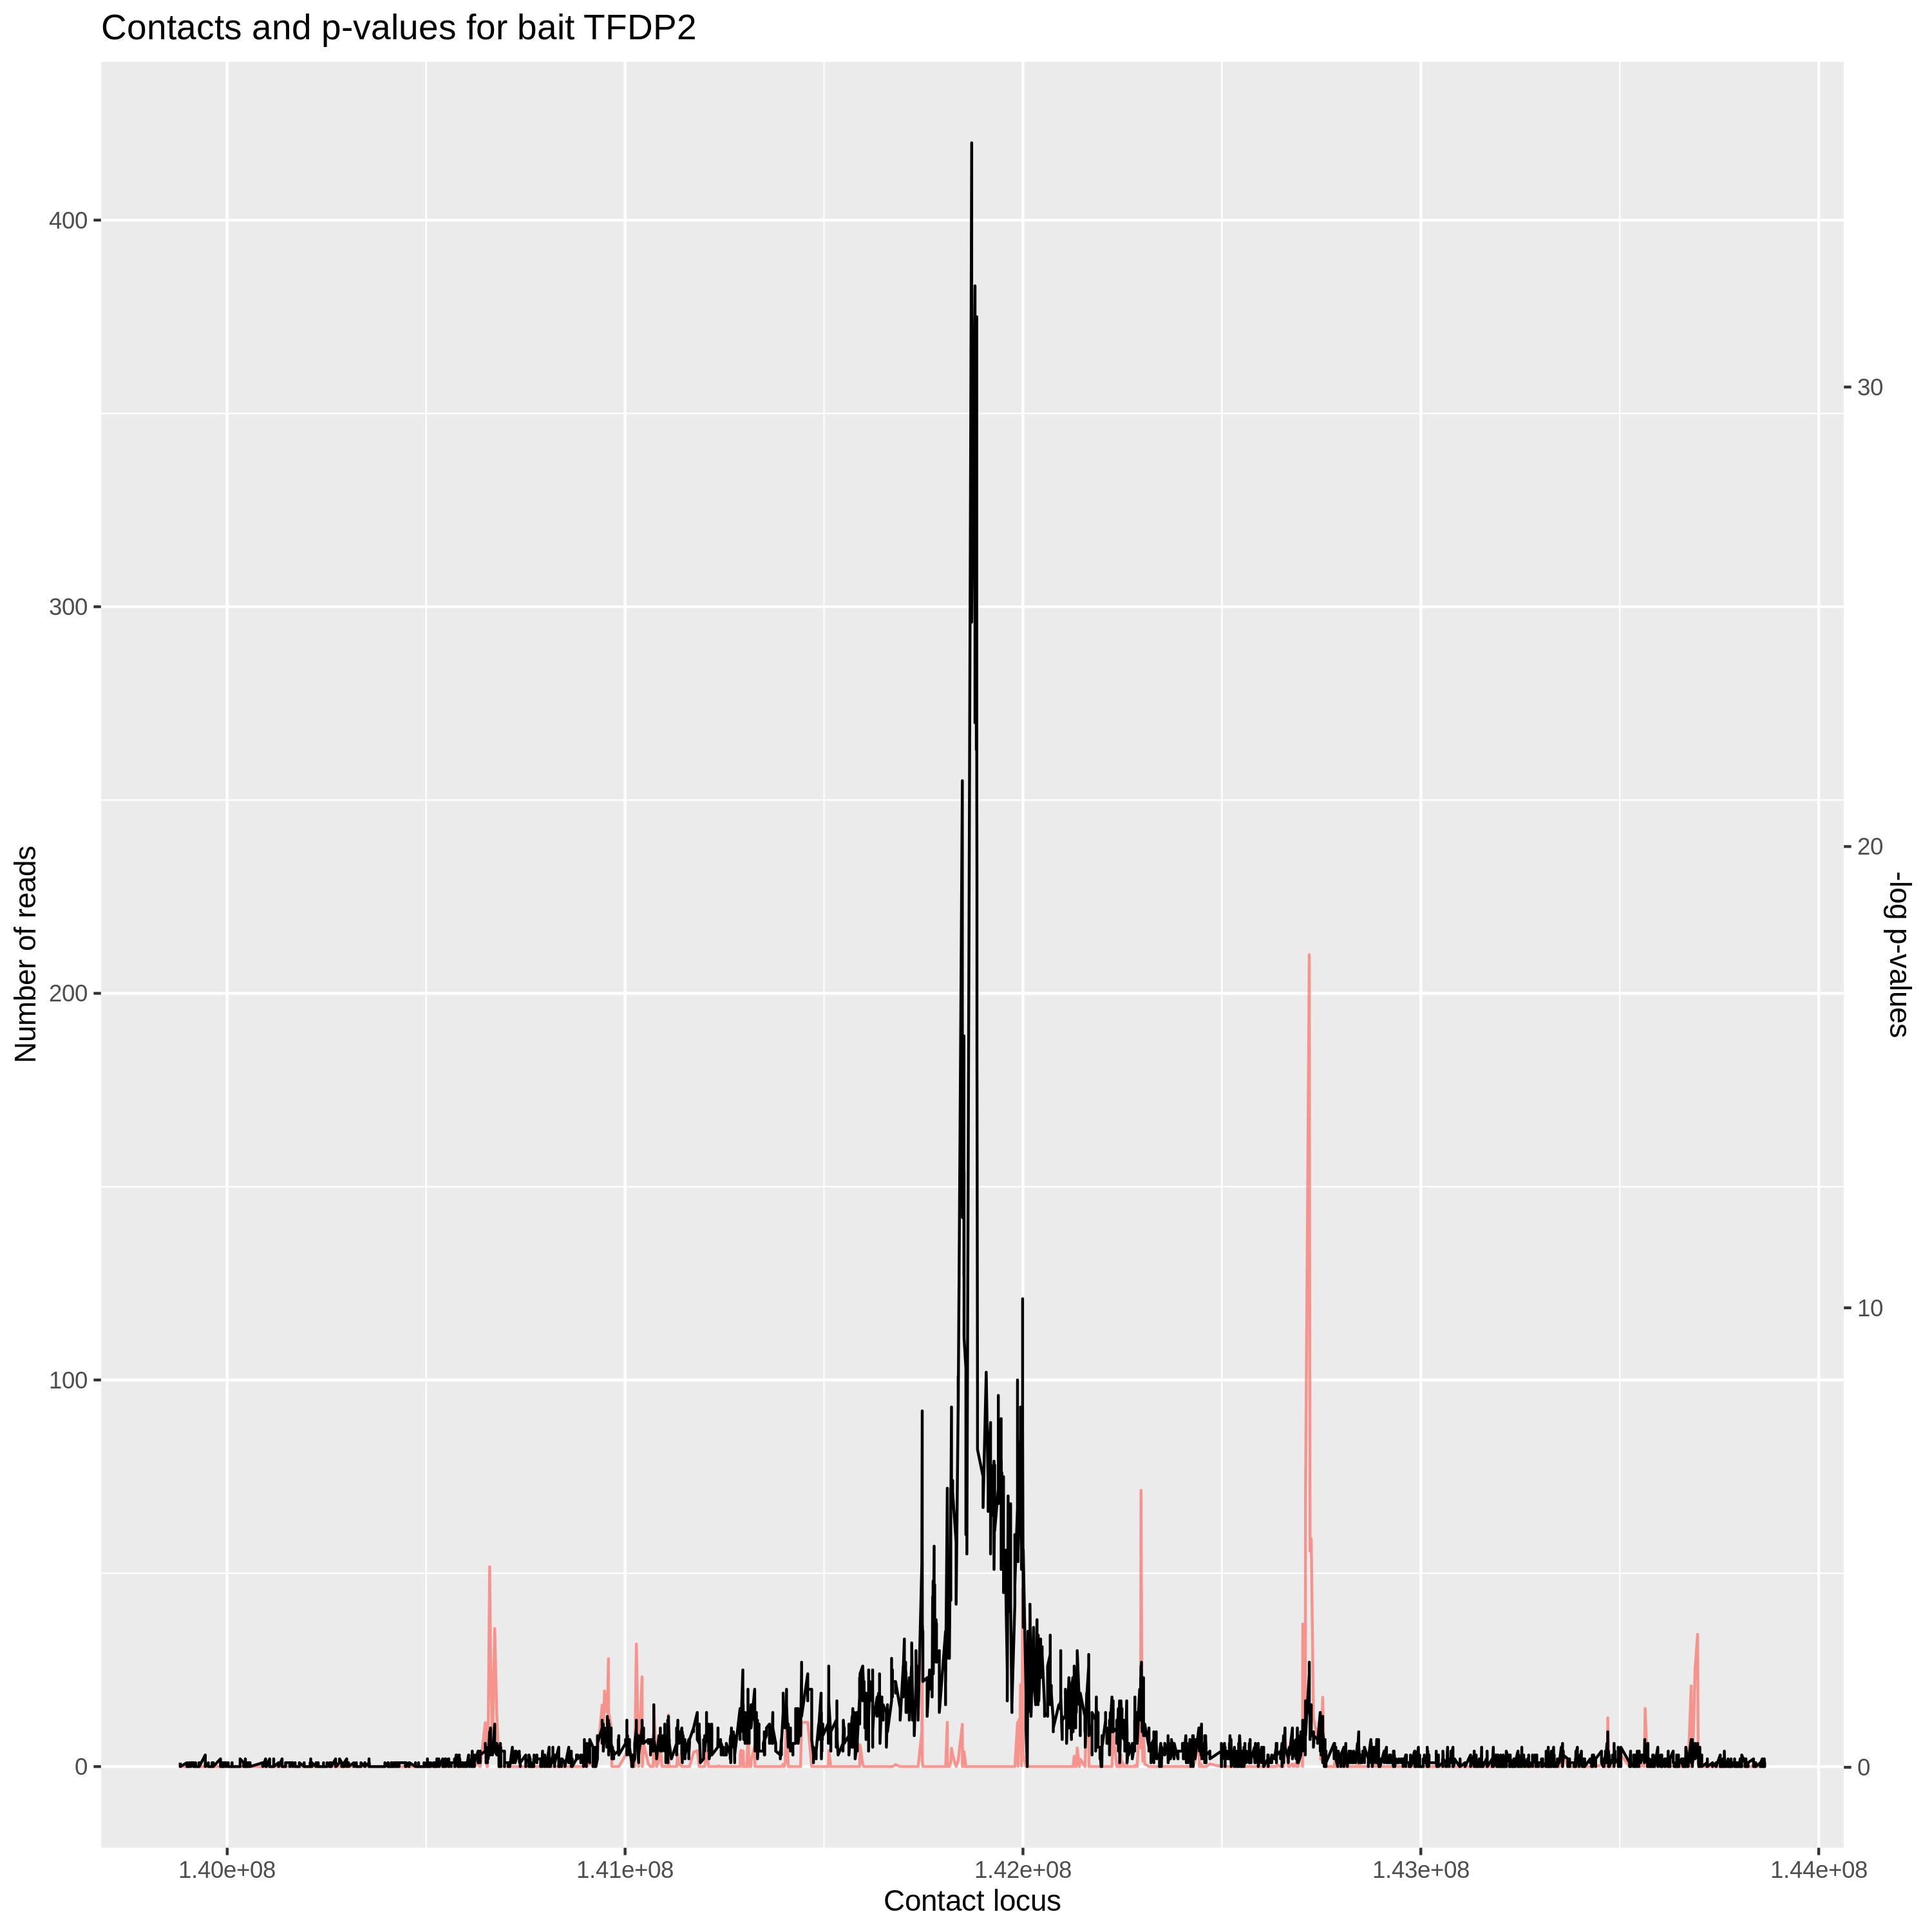 Contacts and p-values for bait TFDP2
400
300
200
100
0
Number of reads
30
20
10
0
-log p-values
1.40e+08
1.41e+08
1.42e+08
1.43e+08
1.44e+08
Contact locus